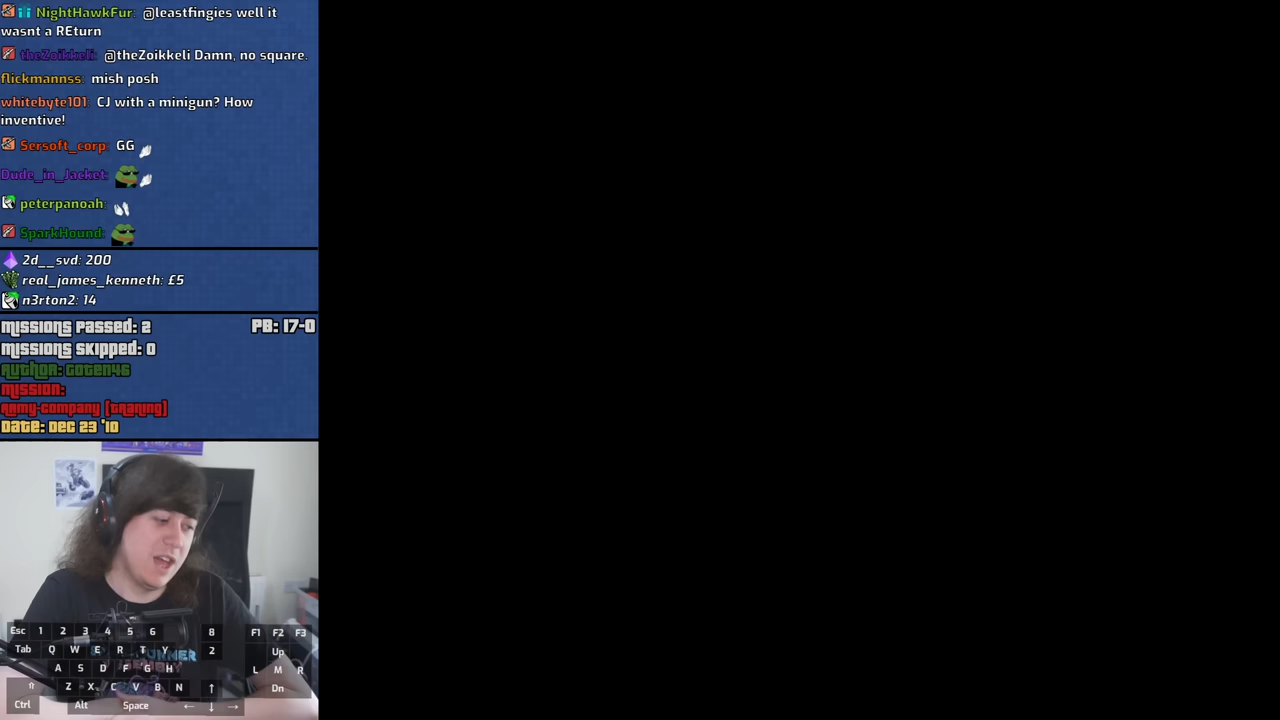 NightHawkFur: @leastfingies well it
wasnt a REturn
theZoikkeli: @theZoikkeli Damn, no square.
flickmannss: mish posh
whitebyte101: CJ with a minigun? How
inventive!
Sersoft_corp: GG
Dude_in_Jacket:
peterpanoah:
SparkHound:
2d__svd: 200
real_james_kenneth: £5
n3rton2: 14
Missions Passed: 2 PB: 17-0
Missions Skipped: 0
Author: Goten46
Mission:
Army-Company (Traning)
Date: Dec 23 '10
Esc 1 2 3 4 5 6 8 F1 F2 F3
Tab Q W E R T Y 2 Up
A S D F G H L M R
⇧ Z X C V B N ↑ Dn
Ctrl Alt Space ← ↓ →